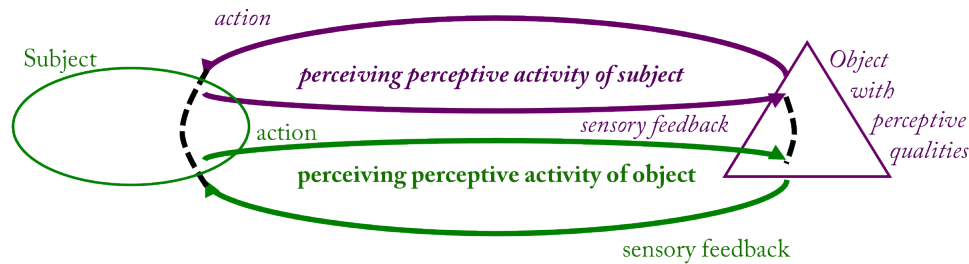 action
Subject
Object
with
perceptive
qualities
perceiving perceptive activity of subject
sensory feedback
action
perceiving perceptive activity of object
sensory feedback